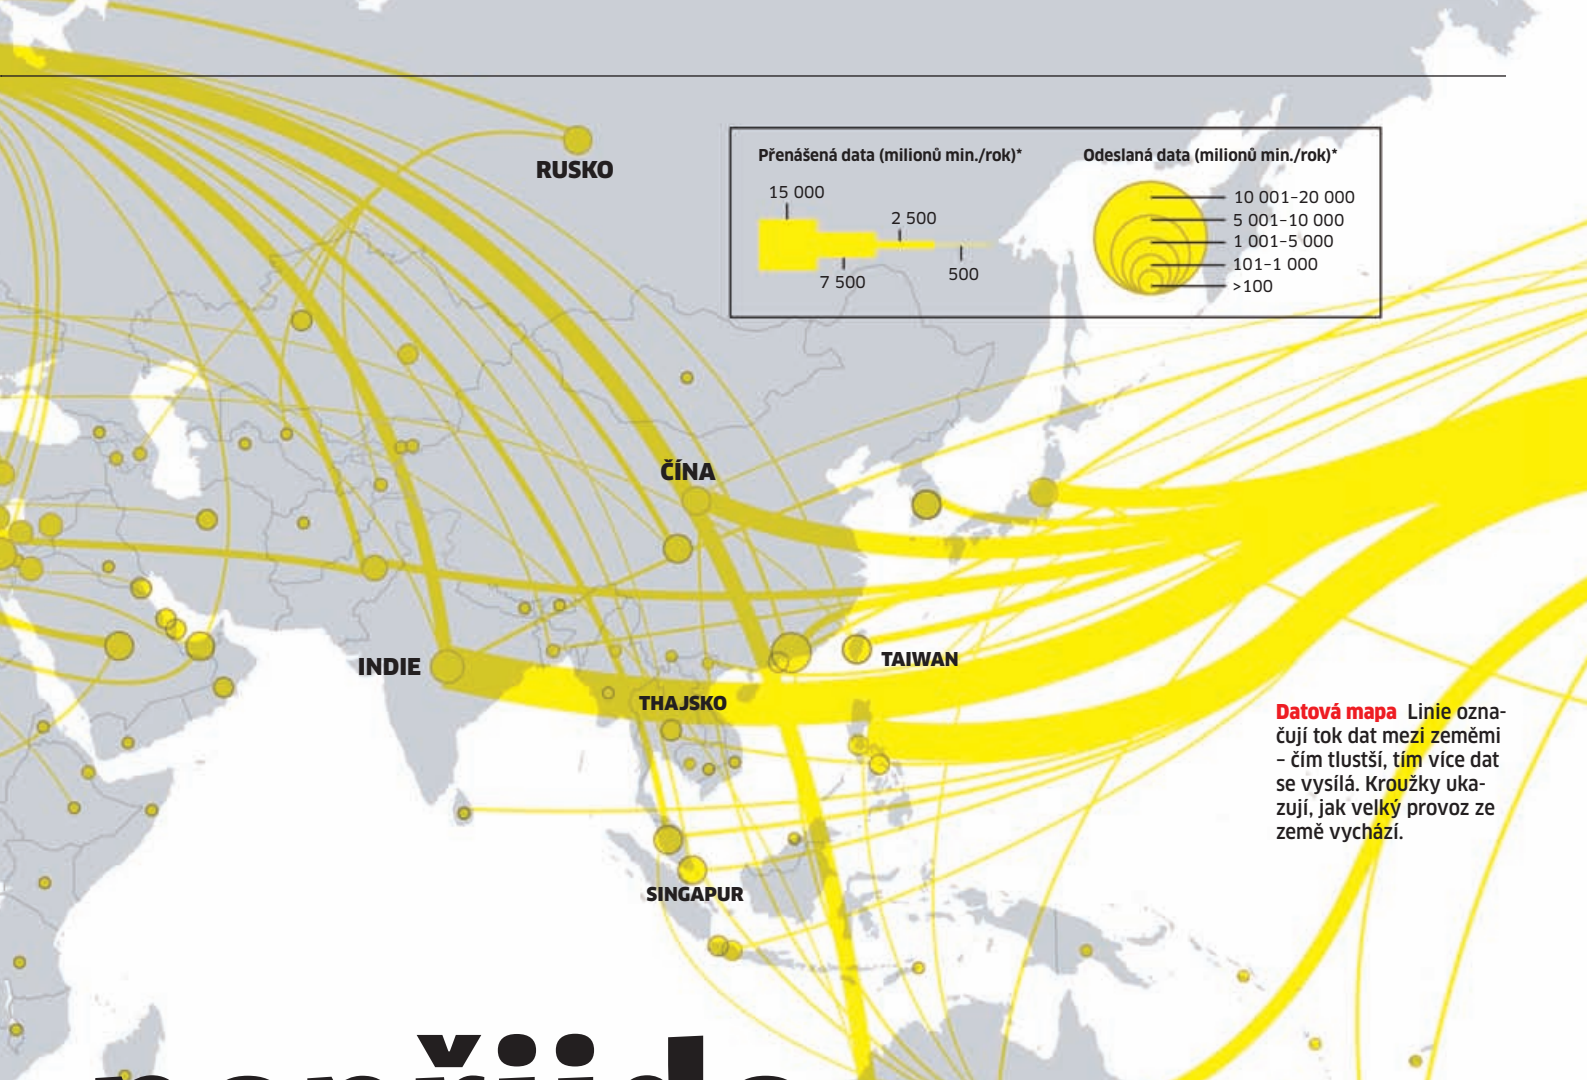 RUSKO
Přenášená data (milionů min./rok)*
15 000
2 500
7 500
500
Odeslaná data (milionů min./rok)*
10 001–20 000
5 001–10 000
1 001–5 000
101–1 000
>100
ČÍNA
INDIE
THAJSKO
TAIWAN
SINGAPUR
Datová mapa Linie ozna-
čují tok dat mezi zeměmi
– čím tlustší, tím více dat
se vysílá. Kroužky uka-
zují, jak velký provoz ze
země vychází.